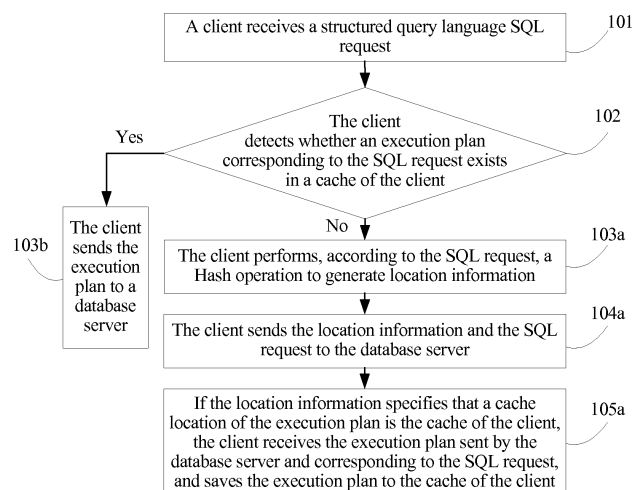 A client receives a structured query language SQL
request
101
The client
detects whether an execution plan
corresponding to the SQL request exists
in a cache of the client
102
Yes
No
The client
sends the
execution
plan to a
database
server
103b
The client performs, according to the SQL request, a
Hash operation to generate location information
103a
The client sends the location information and the SQL
request to the database server
104a
If the location information specifies that a cache
location of the execution plan is the cache of the client,
the client receives the execution plan sent by the
database server and corresponding to the SQL request,
and saves the execution plan to the cache of the client
105a